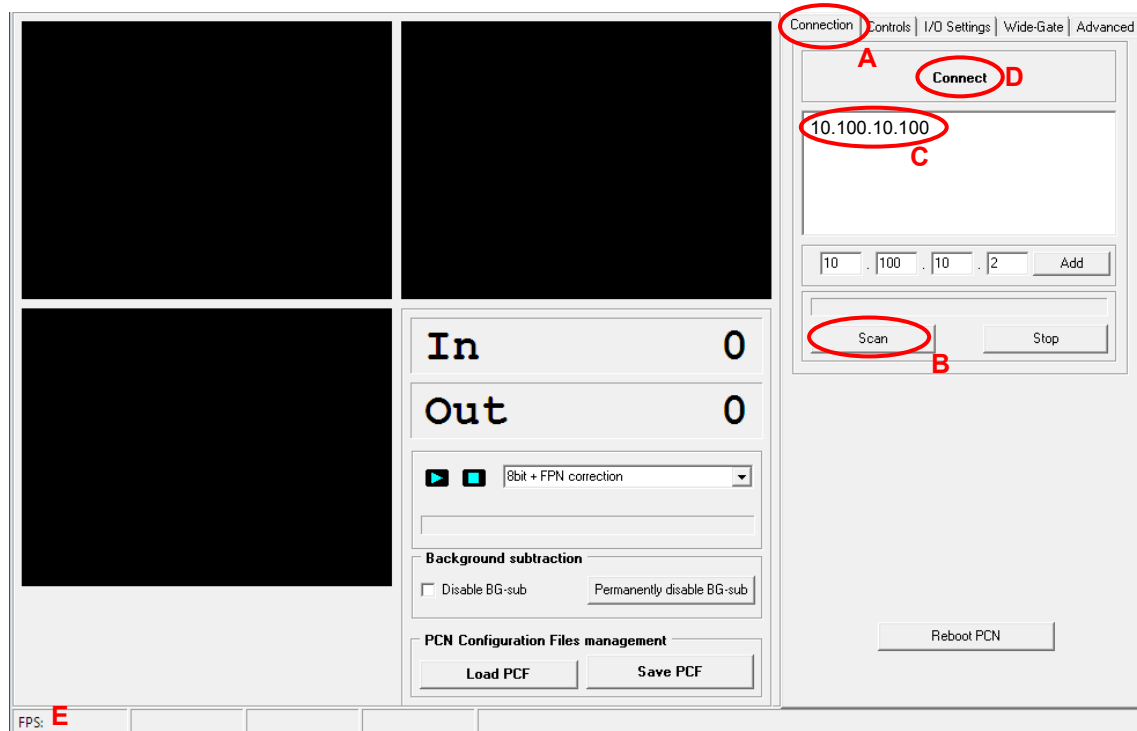 Connection Controls I/O Settings Wide-Gate Advanced
A
Connect D
10.100.10.100
C
10 . 100 . 10 . 2 Add
Scan Stop
B
In 0
Out 0
8bit + FPN correction
Background subtraction
Disable BG-sub Permanently disable BG-sub
PCN Configuration Files management
Load PCF Save PCF
Reboot PCN
FPS: E